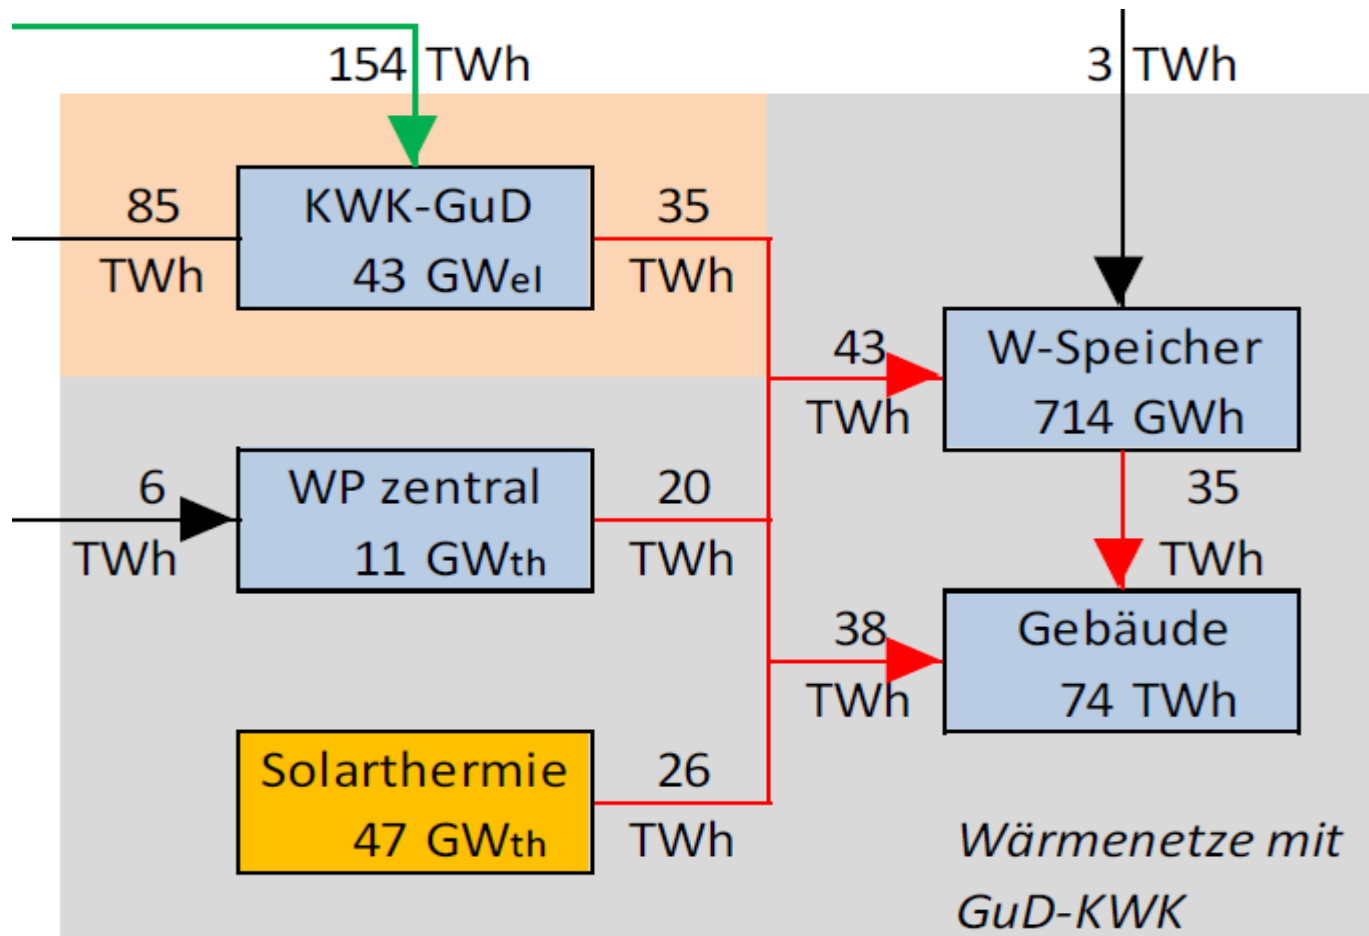 154 TWh
3 TWh
85
TWh
KWK-GuD
43 GWel
35
TWh
43
TWh
W-Speicher
714 GWh
6
TWh
WP zentral
11 GWth
20
TWh
35
TWh
38
TWh
Gebäude
74 TWh
Solarthermie
47 GWth
26
TWh
Wärmenetze mit
GuD-KWK